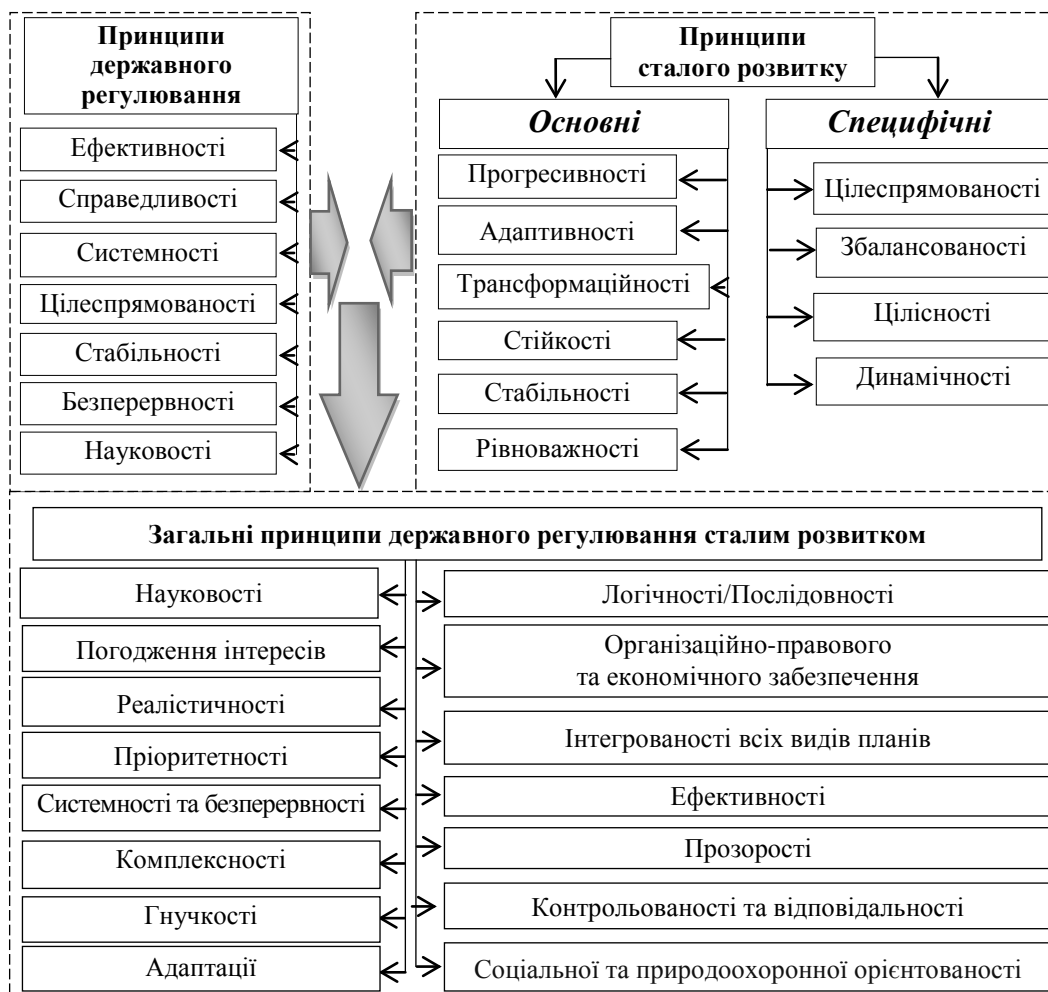 Принципи
державного
регулювання
Ефективності
Справедливості
Системності
Цілеспрямованості
Стабільності
Безперервності
Науковості
Принципи
сталого розвитку
Основні
Прогресивності
Адаптивності
Трансформаційності
Стійкості
Стабільності
Рівноважності
Специфічні
Цілеспрямованості
Збалансованості
Цілісності
Динамічності
Загальні принципи державного регулювання сталим розвитком
Науковості
Погодження інтересів
Реалістичності
Пріоритетності
Системності та безперервності
Комплексності
Гнучкості
Адаптації
Логічності/Послідовності
Організаційно-правового
та економічного забезпечення
Інтегрованості всіх видів планів
Ефективності
Прозорості
Контрольованості та відповідальності
Соціальної та природоохоронної орієнтованості